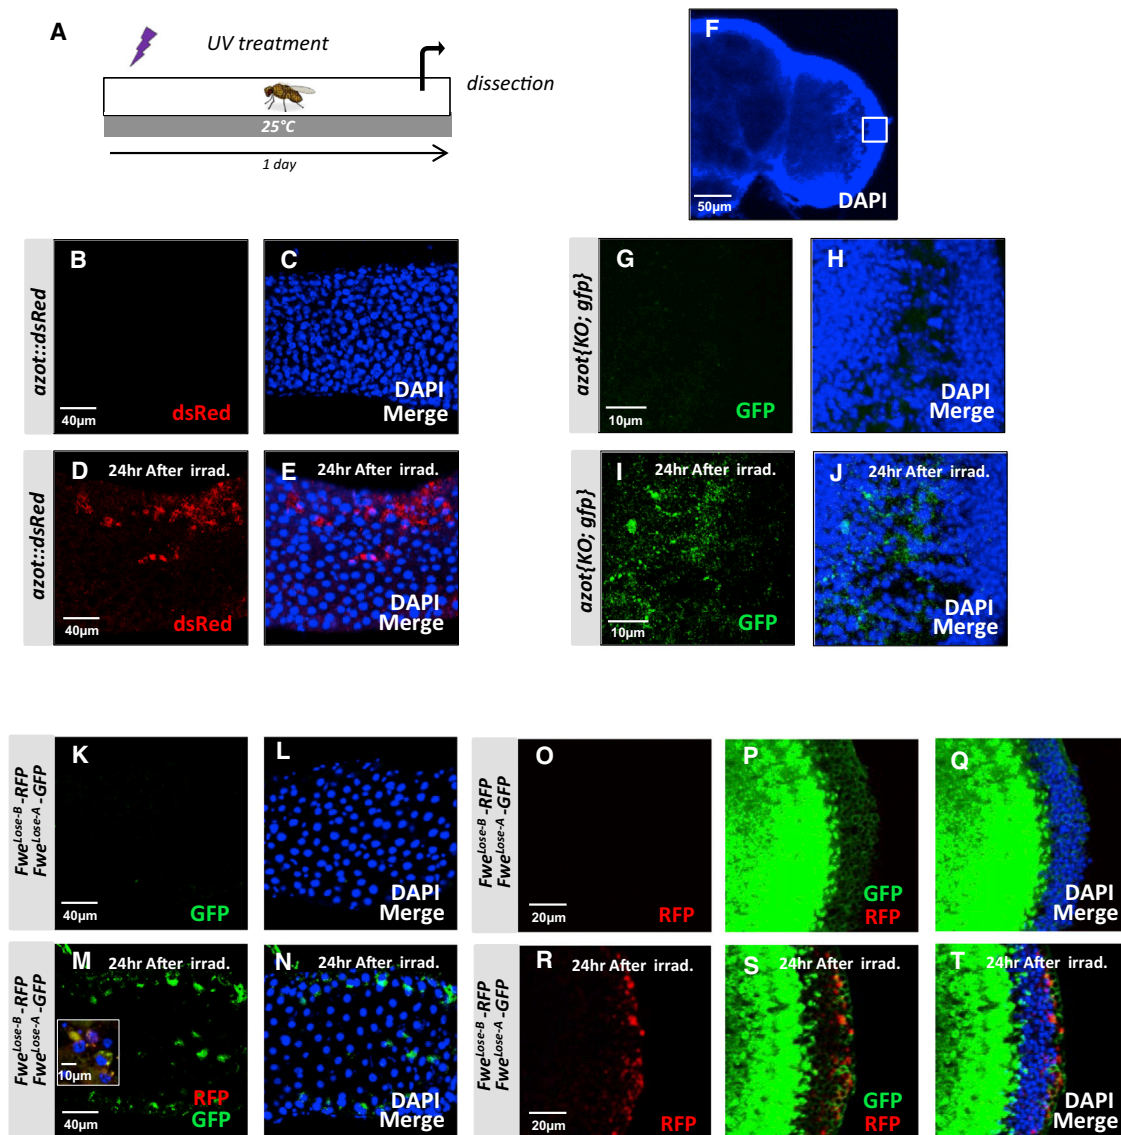 A
UV treatment
dissection
25°C
1 day
F
50µm
DAPI
azot::dsRed
B
40µm
dsRed
C
DAPI
Merge
azot{KO; gfp}
G
10µm
GFP
H
DAPI
Merge
azot::dsRed
D
24hr After irrad.
40µm
dsRed
E
24hr After irrad.
DAPI
Merge
azot{KO; gfp}
I
24hr After irrad.
10µm
GFP
J
24hr After irrad.
DAPI
Merge
Fwe^Lose-B-RFP
Fwe^Lose-A-GFP
K
40µm
GFP
L
DAPI
Merge
Fwe^Lose-B-RFP
Fwe^Lose-A-GFP
O
20µm
RFP
P
GFP
RFP
Q
DAPI
Merge
Fwe^Lose-B-RFP
Fwe^Lose-A-GFP
M
24hr After irrad.
10µm
40µm
RFP
GFP
N
24hr After irrad.
DAPI
Merge
Fwe^Lose-B-RFP
Fwe^Lose-A-GFP
R
24hr After irrad.
20µm
RFP
S
24hr After irrad.
GFP
RFP
T
24hr After irrad.
DAPI
Merge